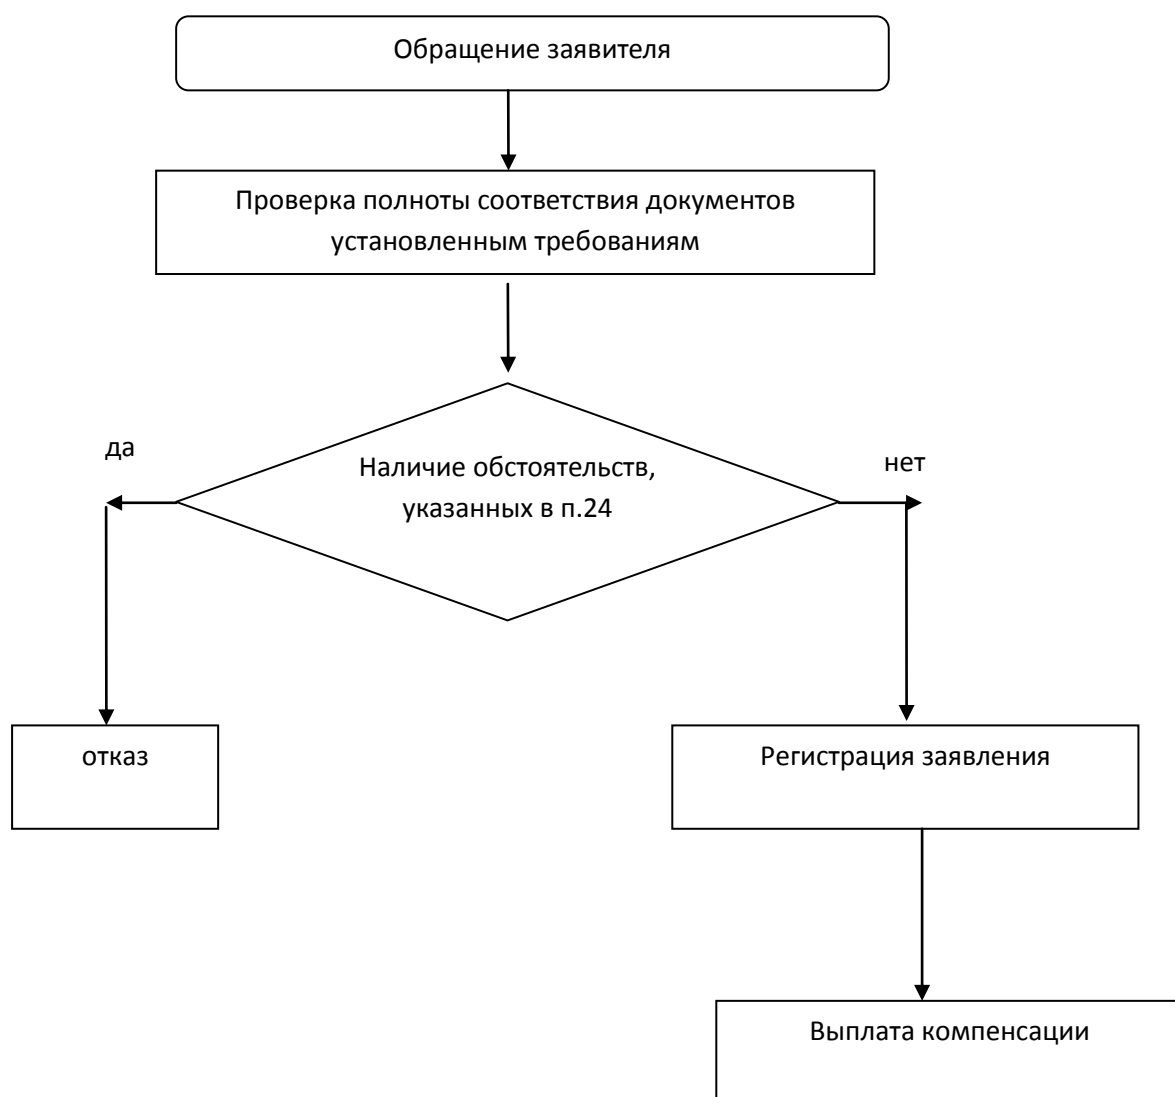 Обращение заявителя
Проверка полноты соответствия документов
установленным требованиям
да
Наличие обстоятельств,
указанных в п.24
нет
отказ
Регистрация заявления
Выплата компенсации